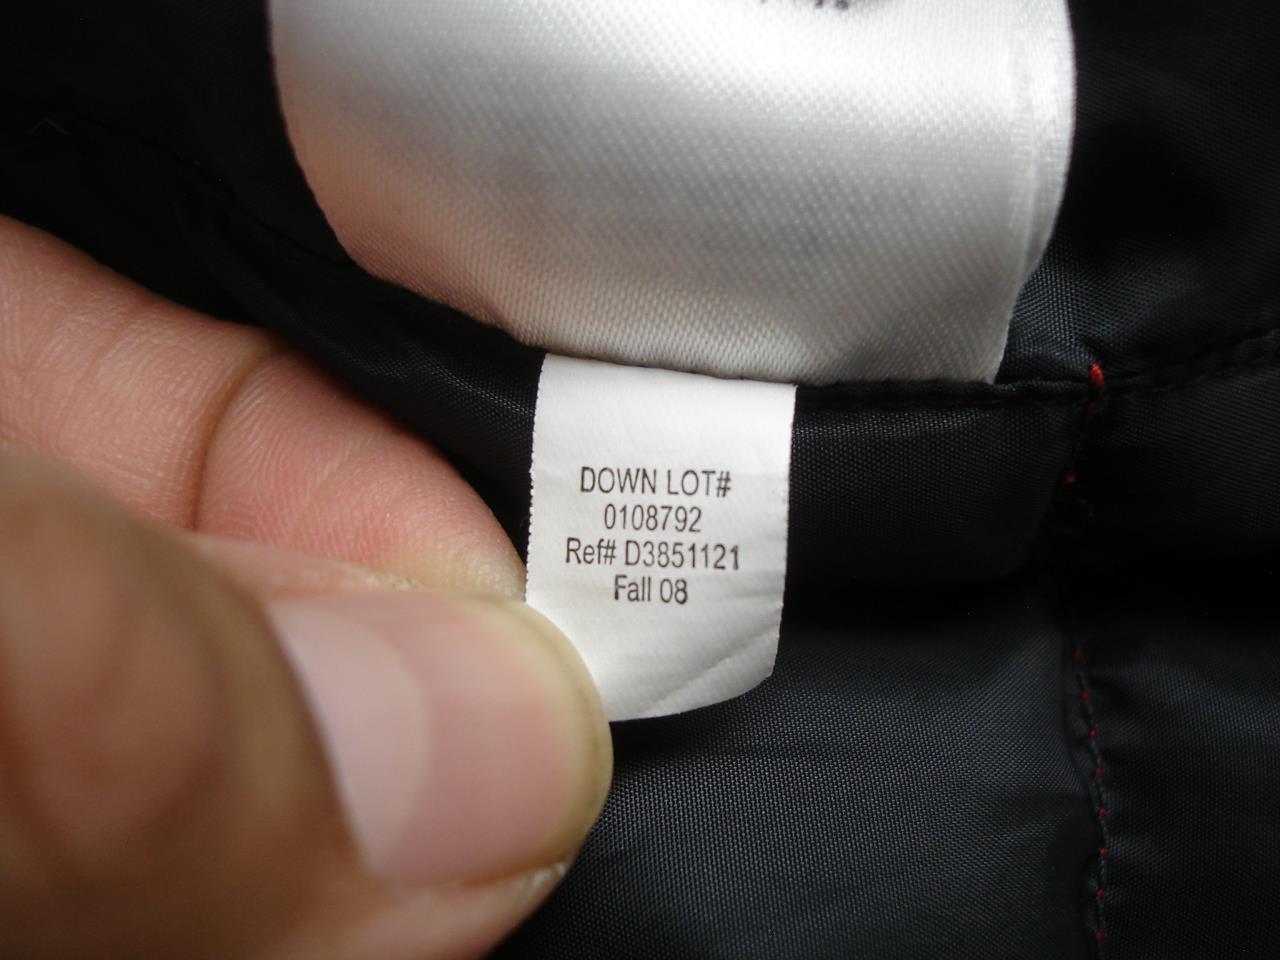 DOWN LOT#
0108792
Ref# D3851121
Fall 08